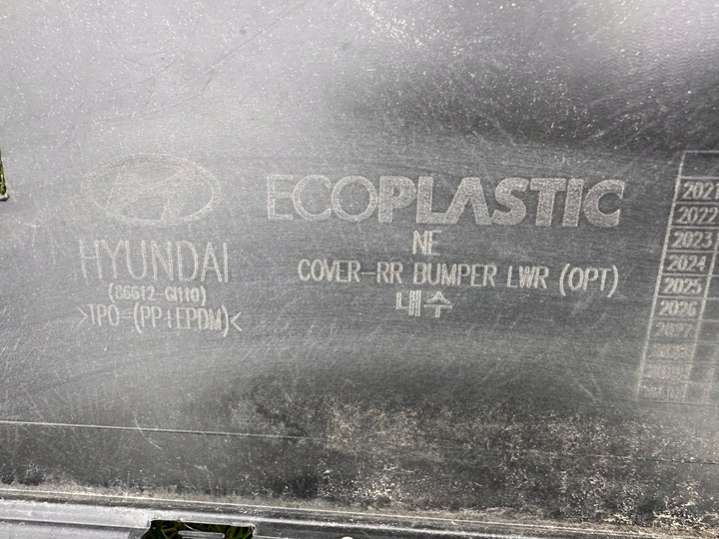 ECOPLASTIC
HYUNDAI
(86612-GI110)
>TPO-(PP+EPDM)<
NE
COVER-RR BUMPER LWR (OPT)
내수
2021
2022
2023
2024
2025
2026
2027